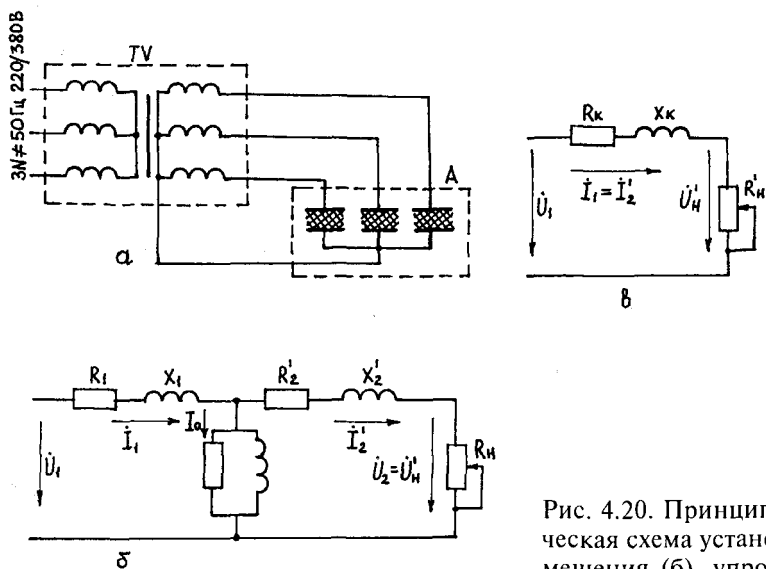 3N≠50Гц 220/380В
TV
A
a
Rк
Xк
U̇₁
İ₁=İ'₂
U̇'н
R'н
в
R₁
X₁
R'₂
X'₂
İ₁
I₀
İ'₂
U̇₁
U̇₂=U̇'н
Rн
б
Рис. 4.20. Принцип
ческая схема устано
мещения (б), упро